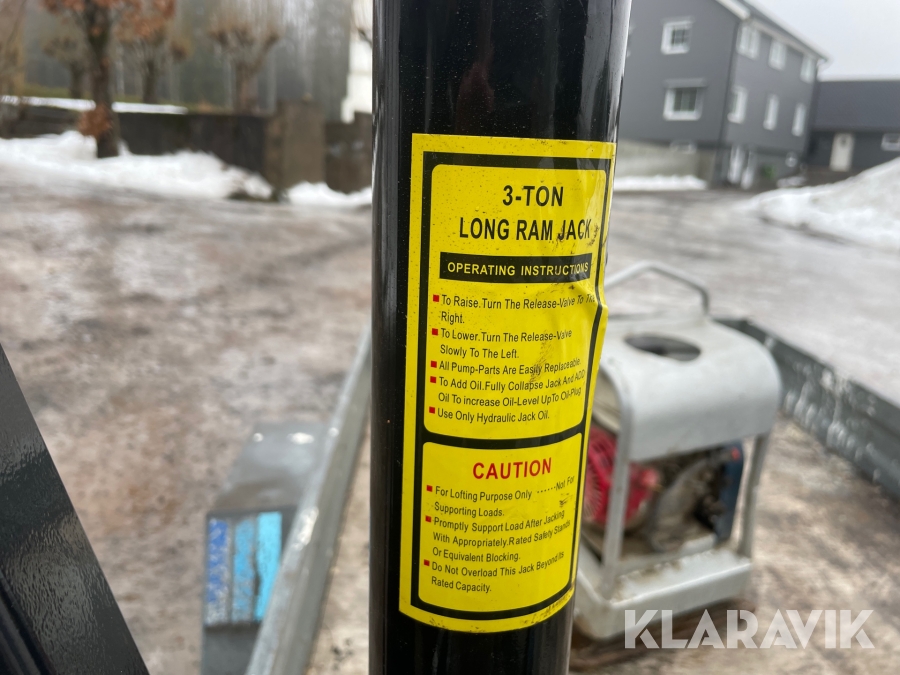 3-TON
LONG RAM JACK
OPERATING INSTRUCTIONS
To Raise.Turn The Release-Valve To The
Right.
To Lower.Turn The Release-Valve
Slowly To The Left.
All Pump-Parts Are Easily Replaceable.
To Add Oil.Fully Collapse Jack And ADD
Oil To increase Oil-Level UpTo Oil-Plug
Use Only Hydraulic Jack Oil.
CAUTION
For Lofting Purpose Only ······Not For
Supporting Loads.
Promptly Support Load After Jacking
With Appropriately.Rated Safety Stands
Or Equivalent Blocking.
Do Not Overload This Jack Beyond Its
Rated Capacity.
KLARAVIK